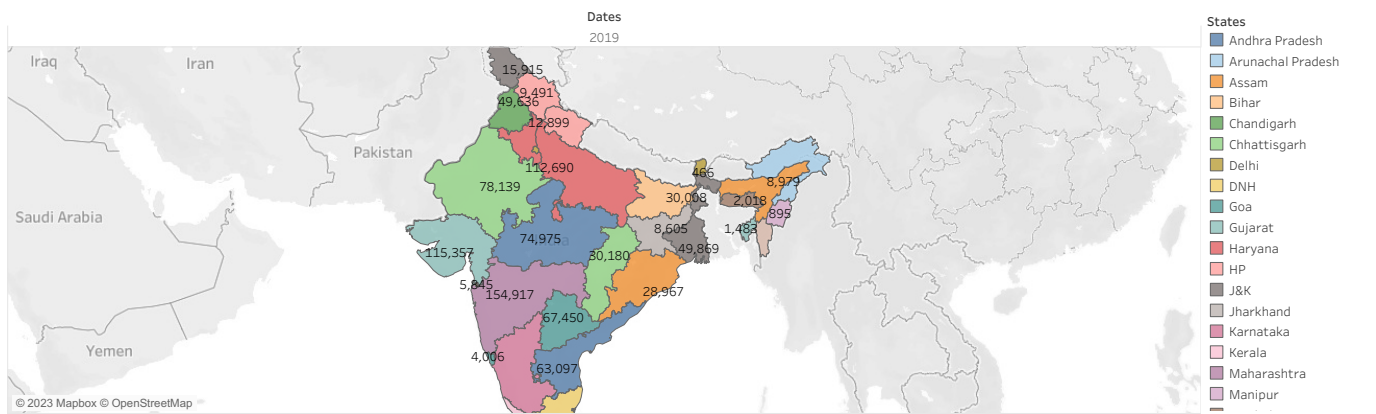 Dates
2019
States
Andhra Pradesh
Arunachal Pradesh
Assam
Bihar
Chandigarh
Chhattisgarh
Delhi
DNH
Goa
Gujarat
Haryana
HP
J&K
Jharkhand
Karnataka
Kerala
Maharashtra
Manipur
Iraq
Iran
Pakistan
Saudi Arabia
Yemen
15,915
9,491
49,636
12,899
112,690
78,139
466
8,979
30,008
2,018
895
8,605
1,483
74,975
49,869
115,357
30,180
5,845
154,917
28,967
67,450
4,006
63,097
© 2023 Mapbox © OpenStreetMap